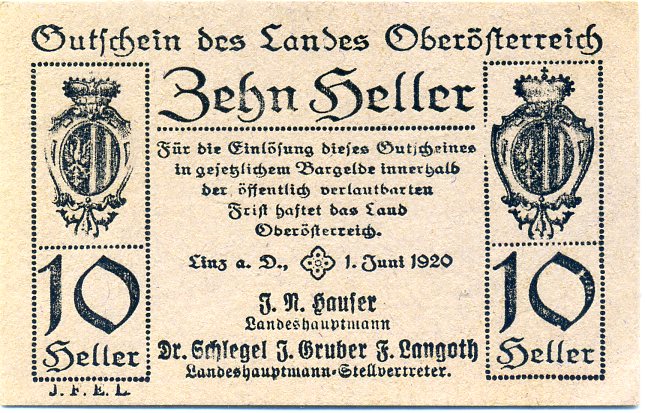 Gutschein des Landes Oberösterreich
Zehn Heller
Für die Einlösung dieses Gutscheines
in gesetzlichem Bargelde innerhalb
der öffentlich verlautbarten
Frist haftet das Land
Oberösterreich.
Linz a. D., 1. Juni 1920
J. N. Hauser
Landeshauptmann
Dr. Schlegel J. Gruber F. Langoth
Landeshauptmann-Stellvertreter.
10
Heller
10
Heller
J. F. E. L.